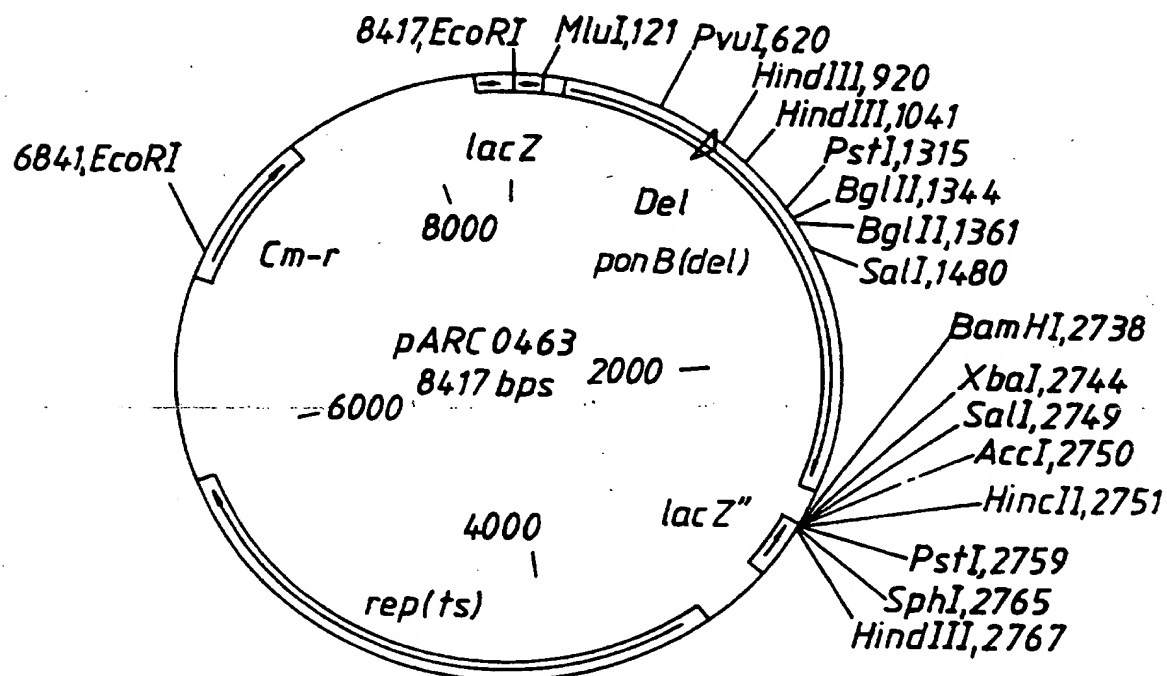 8417,EcoRI
MluI,121
PvuI,620
HindIII,920
HindIII,1041
PstI,1315
BglII,1344
BglII,1361
SalI,1480
6841,EcoRI
lacZ
8000
Del
Cm-r
ponB(del)
pARC 0463
8417 bps
2000
6000
BamHI,2738
XbaI,2744
SalI,2749
AccI,2750
HincII,2751
lacZ"
4000
PstI,2759
SphI,2765
HindIII,2767
rep(ts)